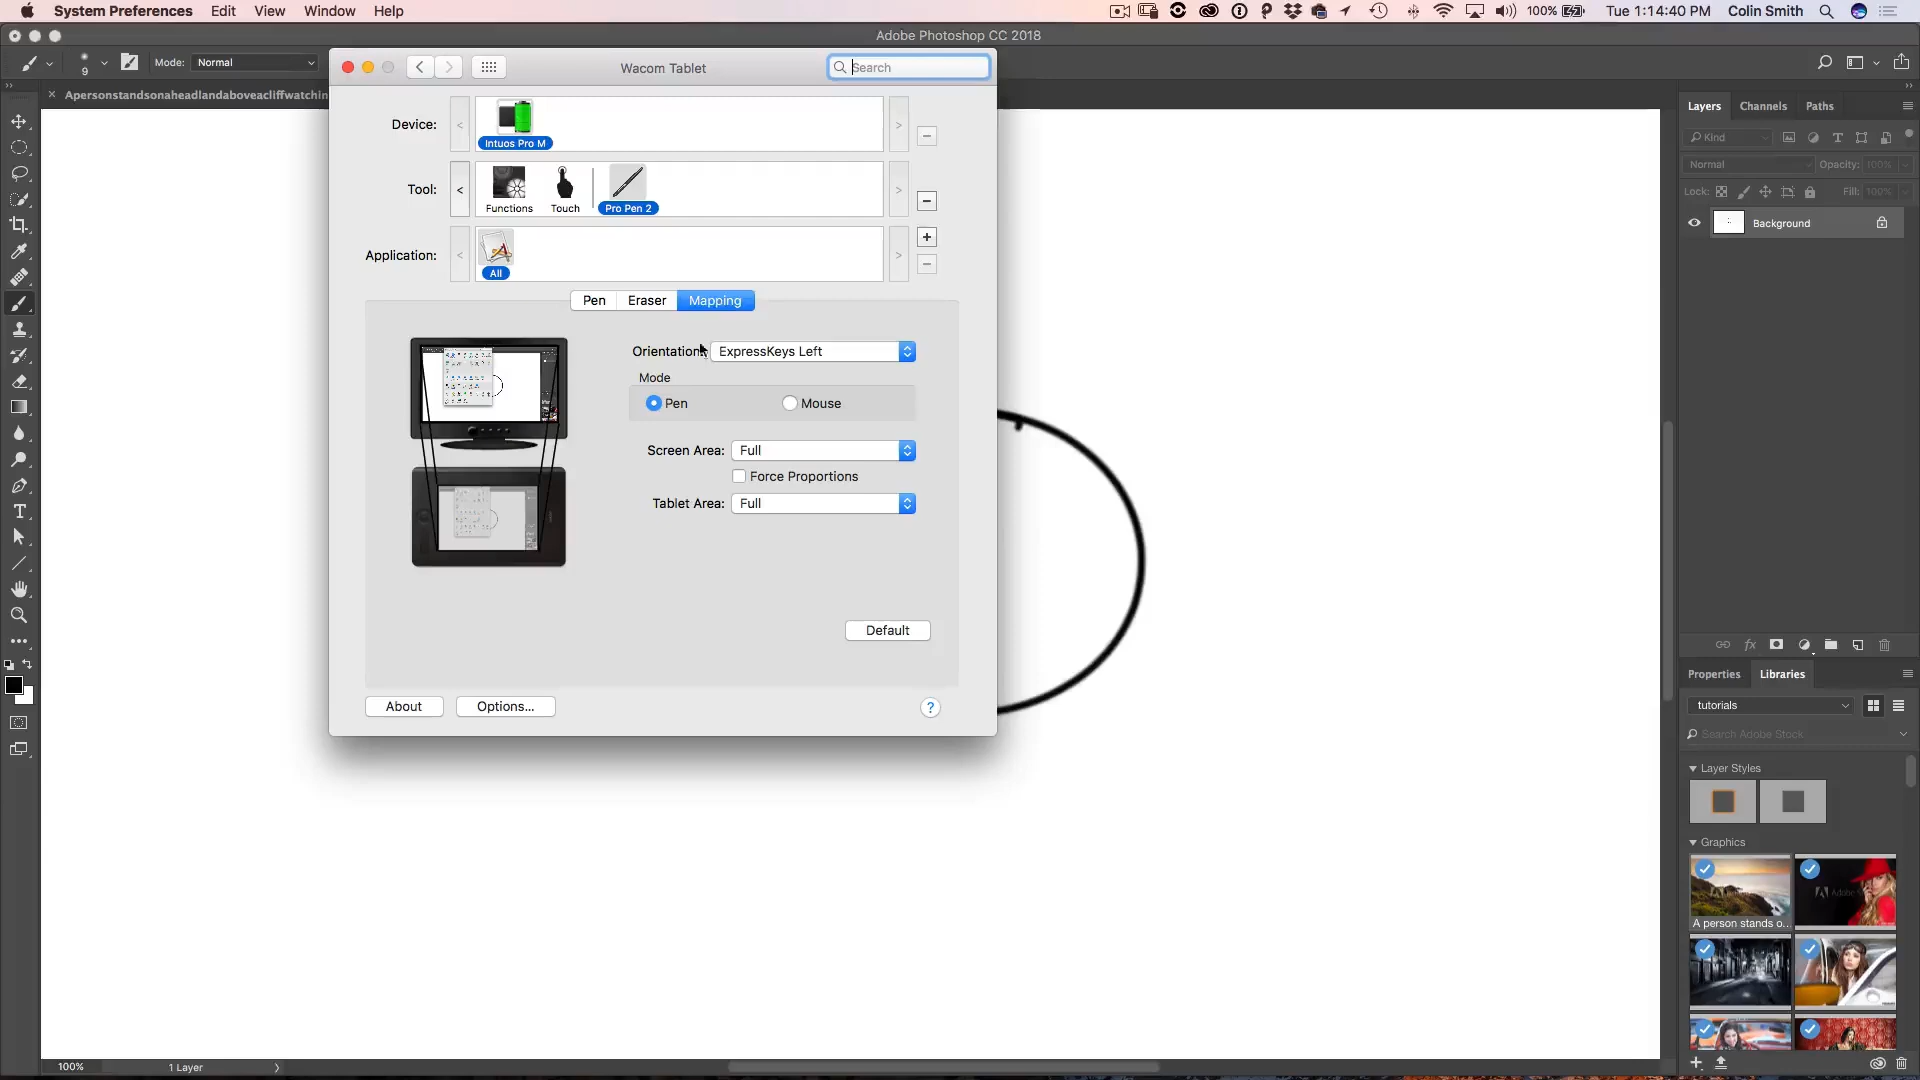 System Preferences Edit View Window Help 100% Tue 1:14:40 PM Colin Smith
Adobe Photoshop CC 2018
9 Mode: Normal
Apersonstandsonaheadlandaboveacliffwatchin
Wacom Tablet
Search
Device:
Intuos Pro M
Tool:
Functions Touch Pro Pen 2
Application:
All
Pen Eraser Mapping
Orientation: ExpressKeys Left
Mode
Pen Mouse
Screen Area: Full
Force Proportions
Tablet Area: Full
Default
About Options... ?
Layers Channels Paths
Kind
Normal Opacity: 100%
Lock: Fill: 100%
Background
Properties Libraries
tutorials
Search Adobe Stock
Layer Styles
Graphics
A person stands o...
100% 1 Layer